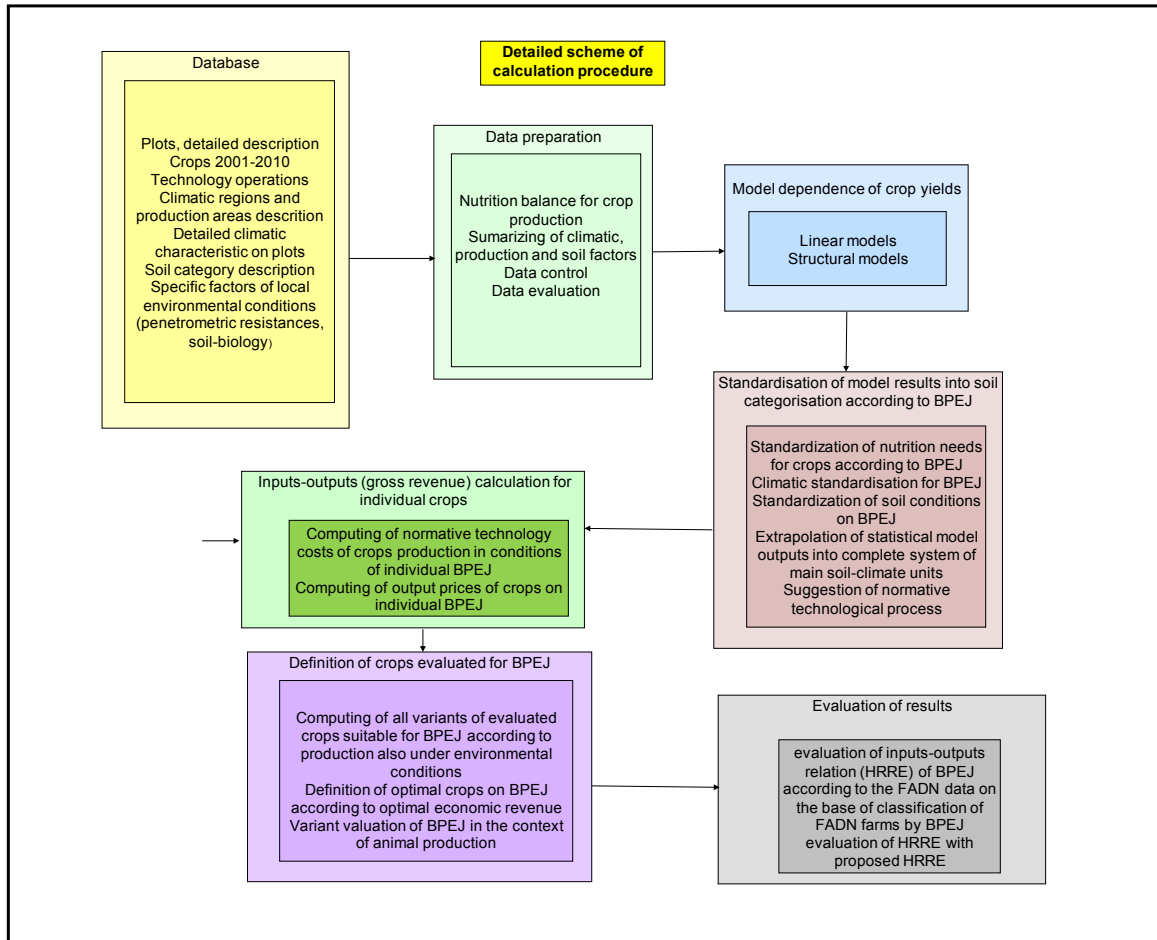 Detailed scheme of
calculation procedure
Database
Plots, detailed description
Crops 2001-2010
Technology operations
Climatic regions and
production areas descrition
Detailed climatic
characteristic on plots
Soil category description
Specific factors of local
environmental conditions
(penetrometric resistances,
soil-biology)
Data preparation
Nutrition balance for crop
production
Sumarizing of climatic,
production and soil factors
Data control
Data evaluation
Model dependence of crop yields
Linear models
Structural models
Standardisation of model results into soil
categorisation according to BPEJ
Standardization of nutrition needs
for crops according to BPEJ
Climatic standardisation for BPEJ
Standardization of soil conditions
on BPEJ
Extrapolation of statistical model
outputs into complete system of
main soil-climate units
Suggestion of normative
technological process
Inputs-outputs (gross revenue) calculation for
individual crops
Computing of normative technology
costs of crops production in conditions
of individual BPEJ
Computing of output prices of crops on
individual BPEJ
Definition of crops evaluated for BPEJ
Computing of all variants of evaluated
crops suitable for BPEJ according to
production also under environmental
conditions
Definition of optimal crops on BPEJ
according to optimal economic revenue
Variant valuation of BPEJ in the context
of animal production
Evaluation of results
evaluation of inputs-outputs
relation (HRRE) of BPEJ
according to the FADN data on
the base of classification of
FADN farms by BPEJ
evaluation of HRRE with
proposed HRRE